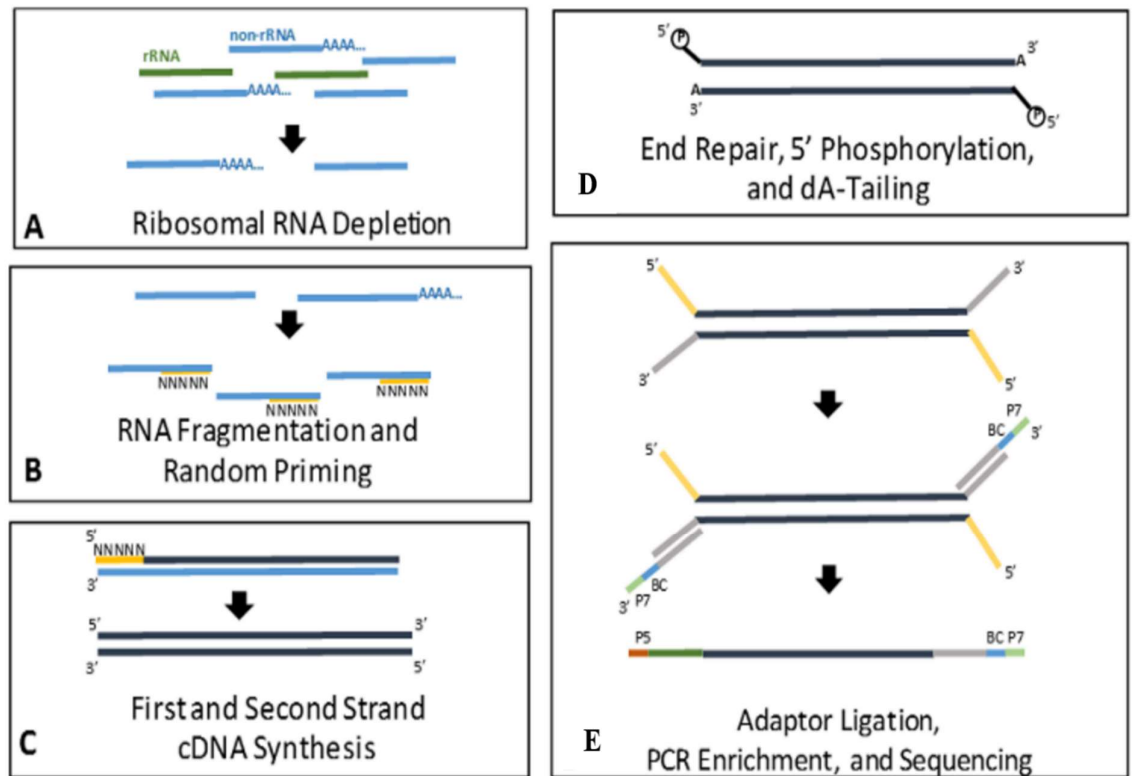 non-rRNA
AAAA...
rRNA
AAAA...
AAAA...
Ribosomal RNA Depletion
A
AAAA...
NNNNN
NNNNN
NNNNN
RNA Fragmentation and
Random Priming
B
5′
NNNNN
3′
5′ 3′
3′ 5′
First and Second Strand
cDNA Synthesis
C
5′ P
A 3′
A
3′
P 5′
End Repair, 5′ Phosphorylation,
and dA-Tailing
D
5′ 3′
3′ 5′
P7
BC 3′
5′
BC
3′ P7
5′
P5 BC P7
Adaptor Ligation,
PCR Enrichment, and Sequencing
E